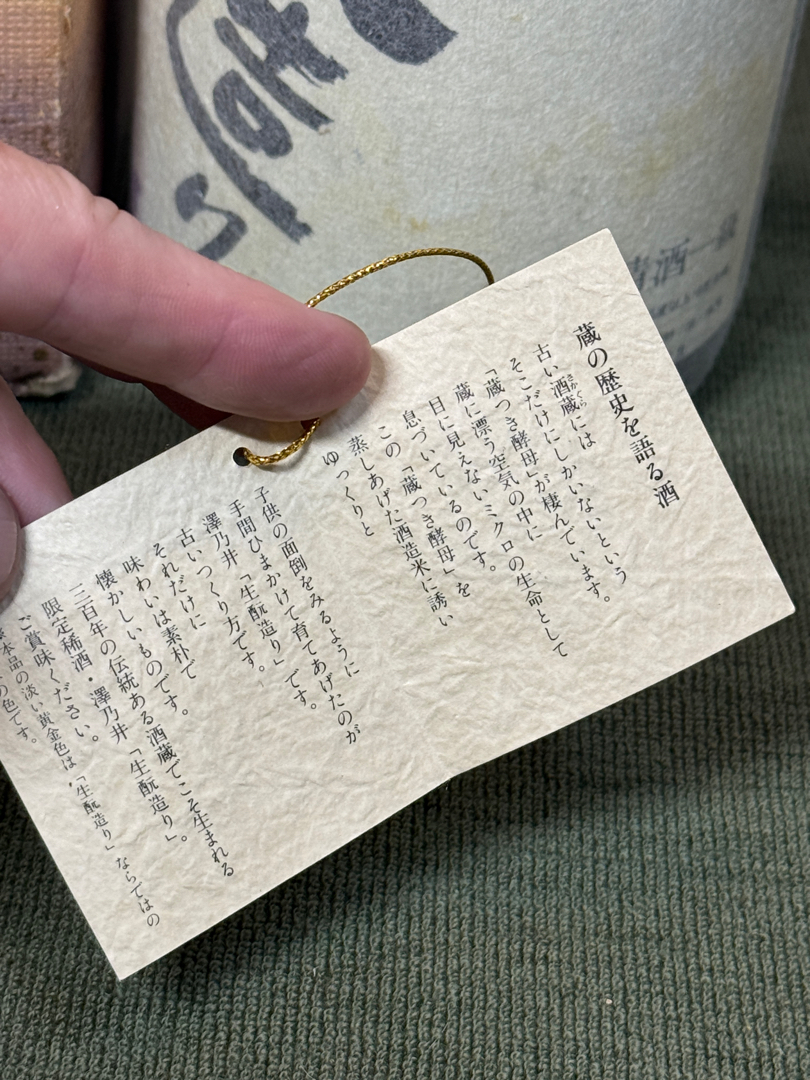 蔵の歴史を語る酒
古い酒蔵には
さかぐら
そこだけにしかいないという
「蔵つき酵母」が棲んでいます。
蔵に漂う空気の中に
目に見えないミクロの生命として
息づいているのです。
この「蔵つき酵母」を
蒸しあげた酒造米に誘い
ゆっくりと
子供の面倒をみるように
手間ひまかけて育てあげたのが
澤乃井「生酛造り」です。
古いつくり方です。
それだけに
味わいは素朴で
懐かしいものです。
三百年の伝統ある酒蔵でこそ生まれる
限定稀酒・澤乃井「生酛造り」。
ご賞味ください。
本品の淡い黄金色は、「生酛造り」ならではの
色です。
清酒一級